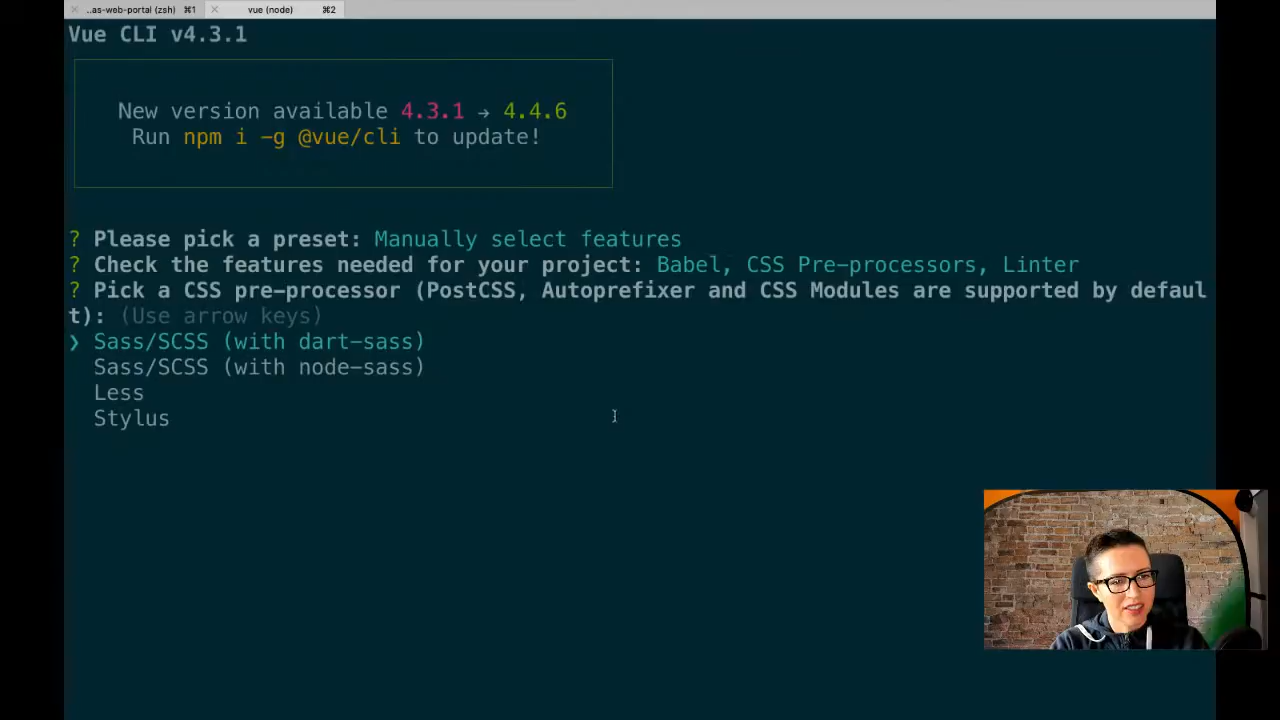 ..as-web-portal (zsh) ⌘1 vue (node) ⌘2
Vue CLI v4.3.1
New version available 4.3.1 → 4.4.6
Run npm i -g @vue/cli to update!
? Please pick a preset: Manually select features
? Check the features needed for your project: Babel, CSS Pre-processors, Linter
? Pick a CSS pre-processor (PostCSS, Autoprefixer and CSS Modules are supported by defaul
t): (Use arrow keys)
❯ Sass/SCSS (with dart-sass)
Sass/SCSS (with node-sass)
Less
Stylus